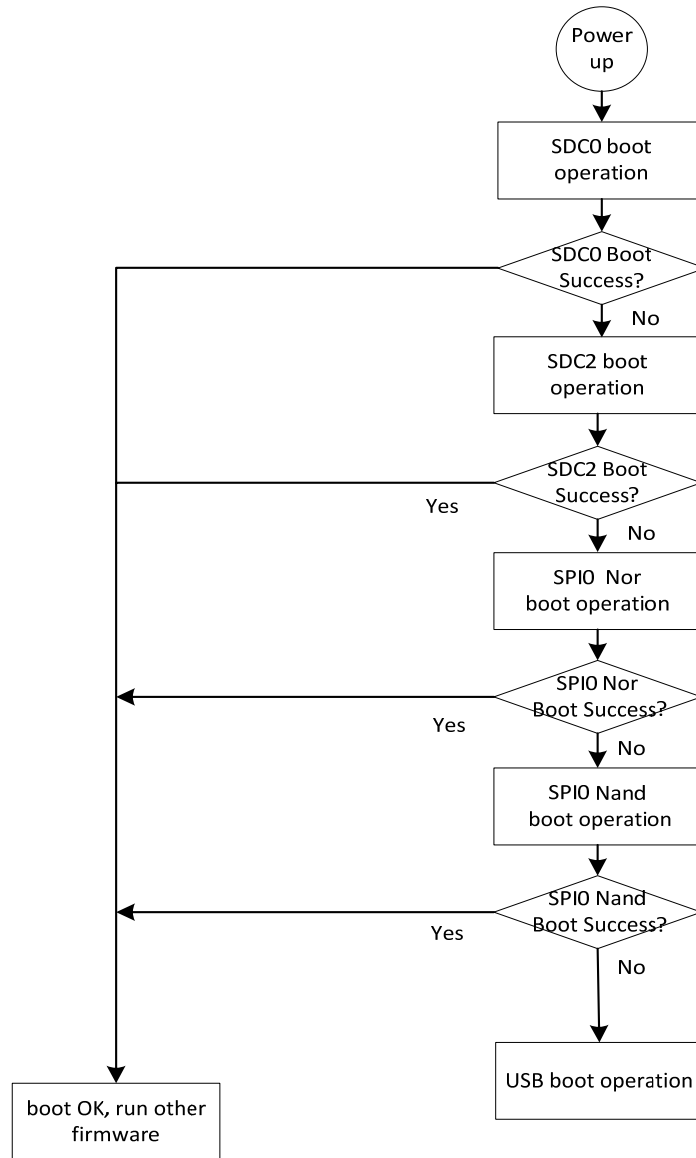 Power
up
SDC0 boot
operation
SDC0 Boot
Success?
No
SDC2 boot
operation
SDC2 Boot
Success?
Yes
No
SPI0  Nor
boot operation
SPI0 Nor
Boot Success?
Yes
No
SPI0 Nand
boot operation
SPI0 Nand
Boot Success?
Yes
No
USB boot operation
boot OK, run other
firmware